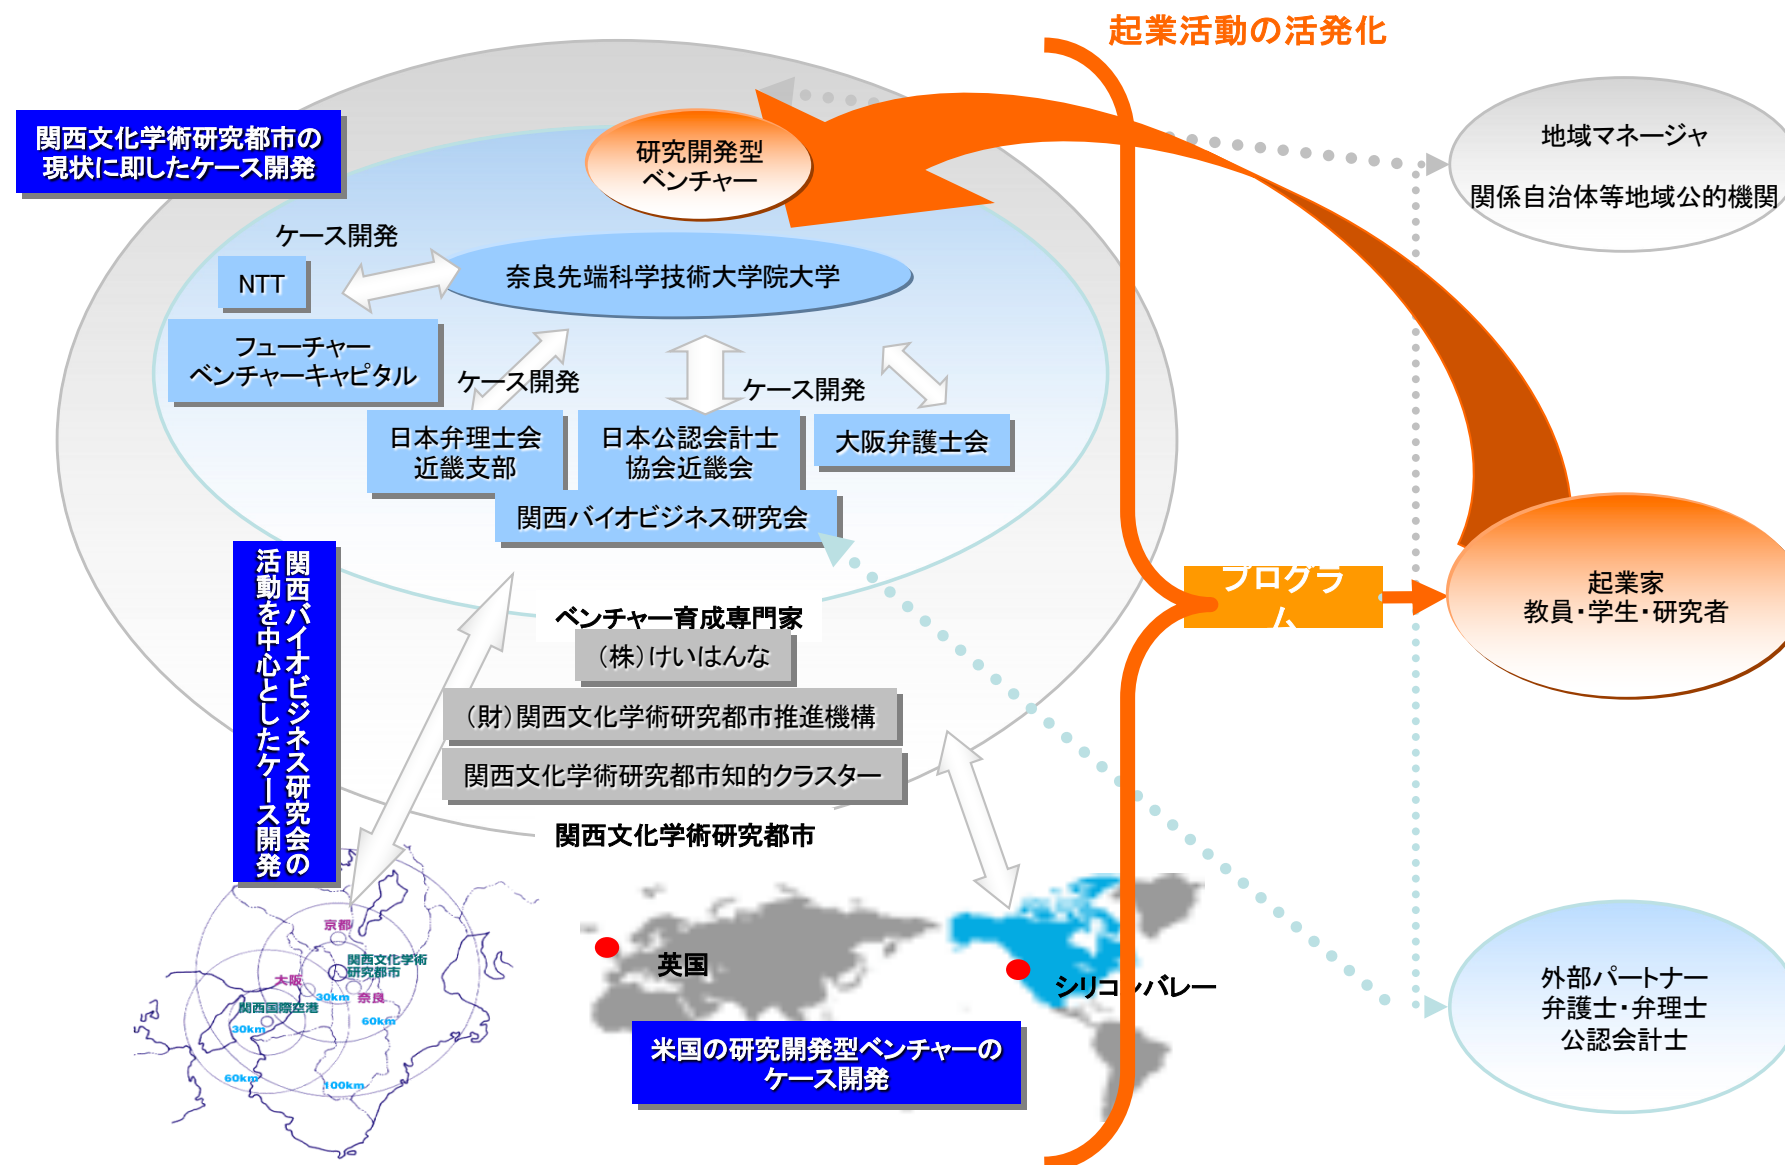 起業活動の活発化
関西文化学術研究都市の
現状に即したケース開発
研究開発型
ベンチャー
地域マネージャ
関係自治体等地域公的機関
ケース開発
NTT
奈良先端科学技術大学院大学
フューチャー
ベンチャーキャピタル
ケース開発
ケース開発
日本弁理士会
近畿支部
日本公認会計士
協会近畿会
大阪弁護士会
関西バイオビジネス研究会
関西バイオビジネス研究会の
活動を中心としたケース開発
プログラ
ム
起業家
教員・学生・研究者
ベンチャー育成専門家
（株）けいはんな
（財）関西文化学術研究都市推進機構
関西文化学術研究都市知的クラスター
関西文化学術研究都市
京都
関西文化学術
研究都市
大阪
30km
奈良
関西国際空港
30km
60km
60km
100km
英国
シリコンバレー
米国の研究開発型ベンチャーの
ケース開発
外部パートナー
弁護士・弁理士
公認会計士